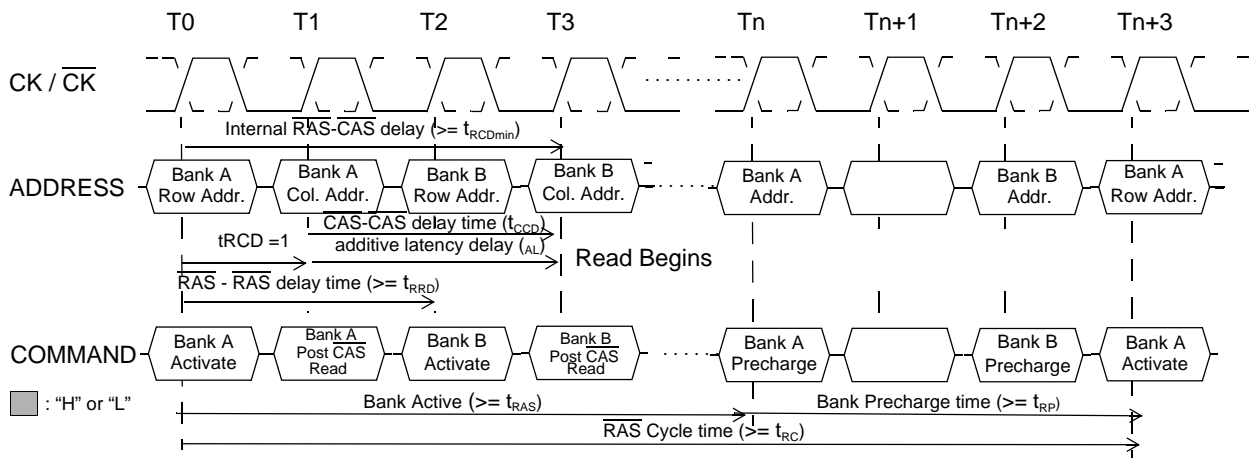 T0 T1 T2 T3 Tn Tn+1 Tn+2 Tn+3
CK / CK
Internal RAS-CAS delay (>= tRCDmin)
ADDRESS
Bank A
Row Addr.
Bank A
Col. Addr.
Bank B
Row Addr.
Bank B
Col. Addr.
Bank A
Addr.
Bank B
Addr.
Bank A
Row Addr.
CAS-CAS delay time (tCCD)
tRCD =1
additive latency delay (AL)
Read Begins
RAS - RAS delay time (>= tRRD)
COMMAND
Bank A
Activate
Bank A
Post CAS
Read
Bank B
Activate
Bank B
Post CAS
Read
Bank A
Precharge
Bank B
Precharge
Bank A
Activate
: “H” or “L”
Bank Active (>= tRAS)
Bank Precharge time (>= tRP)
RAS Cycle time (>= tRC)